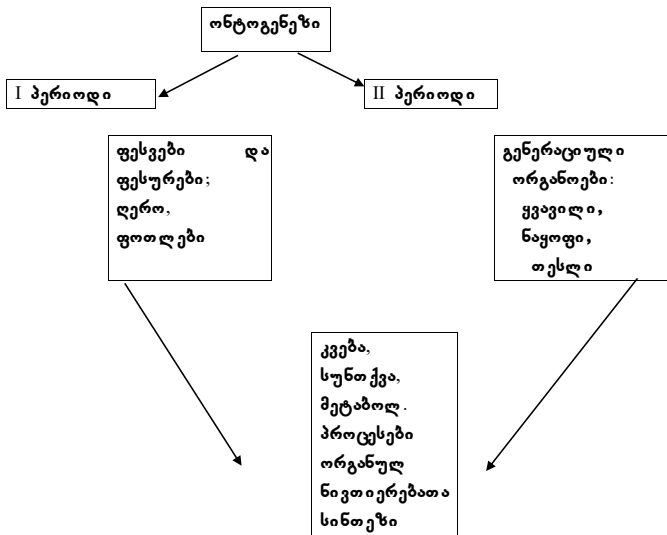 ონტოგენეზი
I პერიოდი
II პერიოდი
ფესვები და
ფესურები;
ღერო,
ფოთლები
გენერაციული
ორგანოები:
ყვავილი,
ნაყოფი,
თესლი
კვება,
სუნთქვა,
მეტაბოლ.
პროცესები
ორგანულ
ნივთიერებათა
სინთეზი